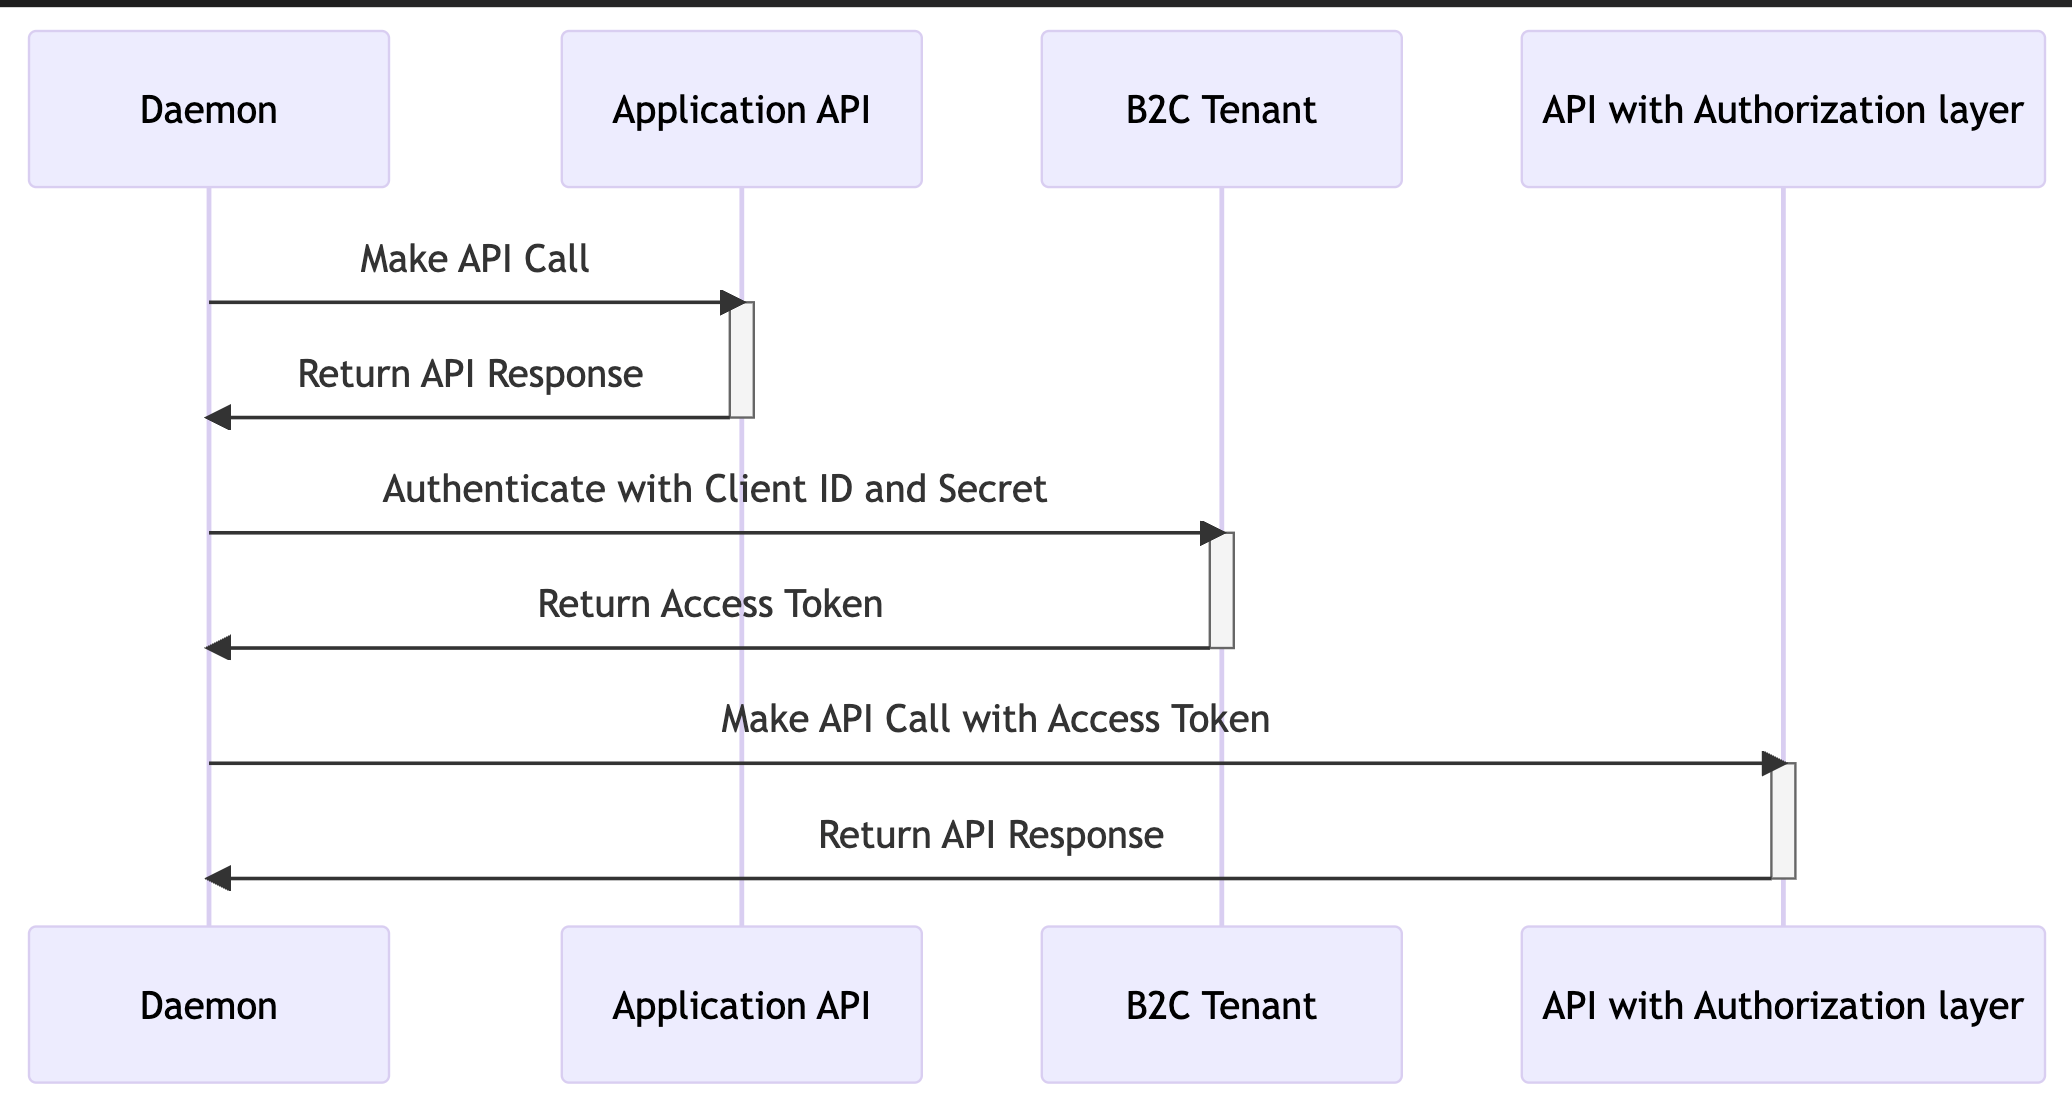 Daemon
Application API
B2C Tenant
API with Authorization layer
Make API Call
Return API Response
Authenticate with Client ID and Secret
Return Access Token
Make API Call with Access Token
Return API Response
Daemon
Application API
B2C Tenant
API with Authorization layer